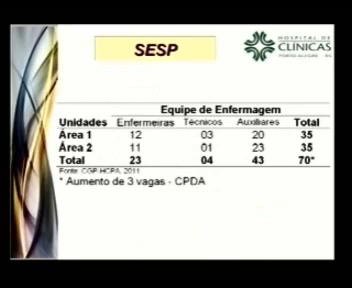 SESP
HOSPITAL DE
CLÍNICAS
PORTO ALEGRE RS
Equipe de Enfermagem
Unidades Enfermeiras Técnicos Auxiliares Total
Área 1 12 03 20 35
Área 2 11 01 23 35
Total 23 04 43 70*
Fonte: CGP-HCPA, 2011
* Aumento de 3 vagas - CPDA